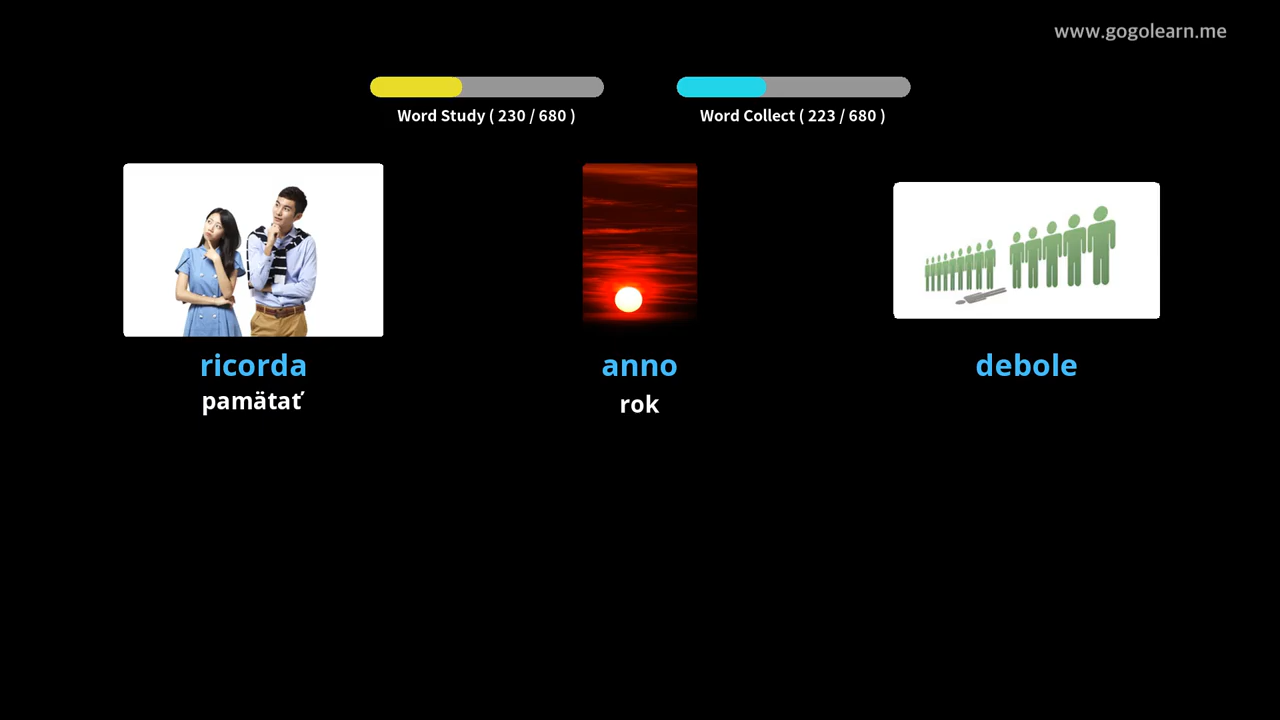 www.gogolearn.me
Word Study ( 230 / 680 )
Word Collect ( 223 / 680 )
ricorda
pamätať
anno
rok
debole